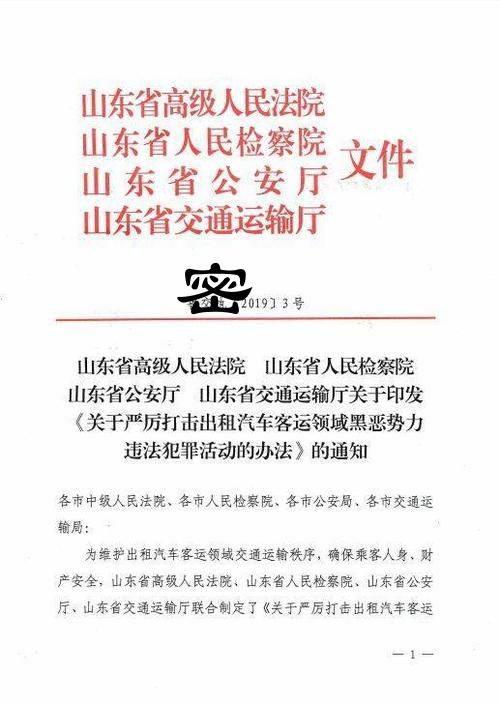 山东省高级人民法院
山东省人民检察院
山东省公安厅
山东省交通运输厅
文件
密
2019〕3号
山东省高级人民法院 山东省人民检察院
山东省公安厅 山东省交通运输厅关于印发
《关于严厉打击出租汽车客运领域黑恶势力
违法犯罪活动的办法》的通知
各市中级人民法院、各市人民检察院、各市公安局、各市交通运
输局：
为维护出租汽车客运领域交通运输秩序，确保乘客人身、财
产安全，山东省高级人民法院、山东省人民检察院、山东省公安
厅、山东省交通运输厅联合制定了《关于严厉打击出租汽车客运
— 1 —